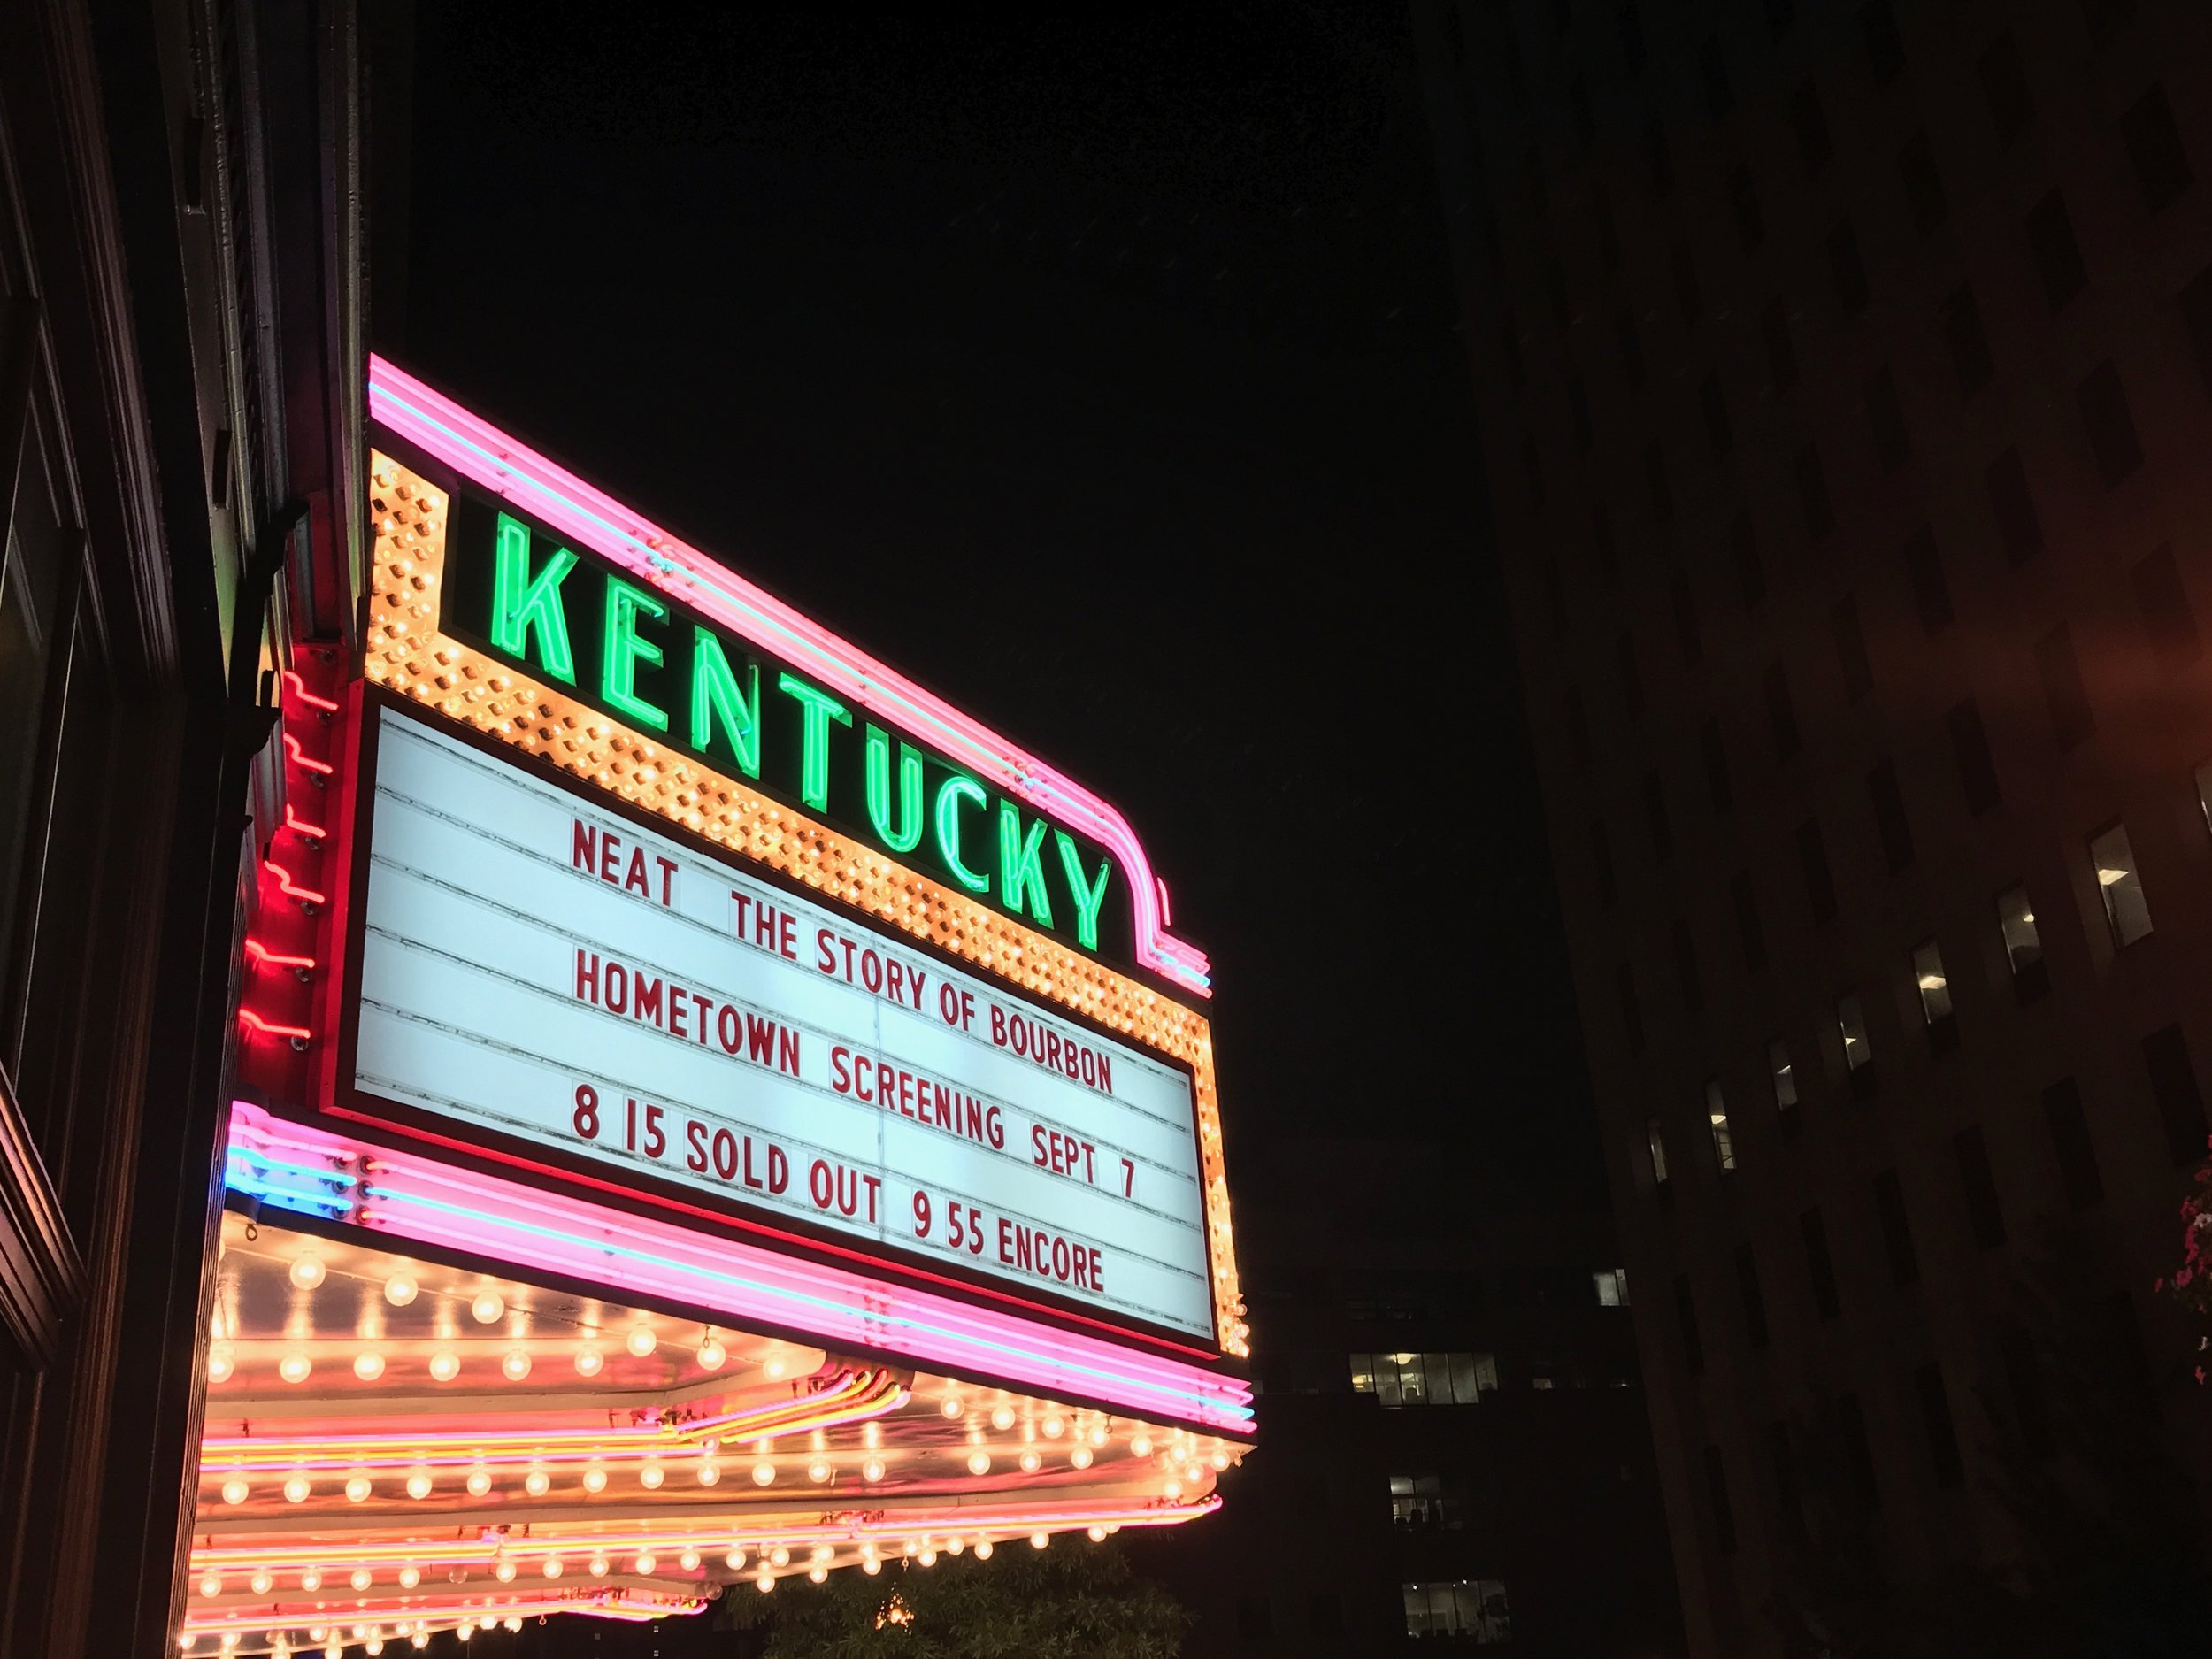 KENTUCKY
NEAT THE STORY OF BOURBON
HOMETOWN SCREENING SEPT 7
8 15 SOLD OUT 9 55 ENCORE